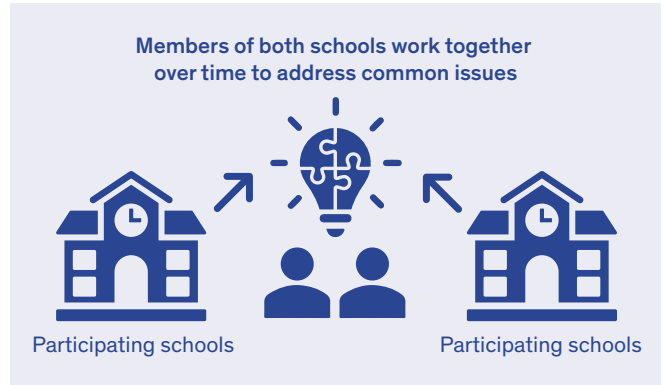 Members of both schools work together
over time to address common issues
Participating schools
Participating schools